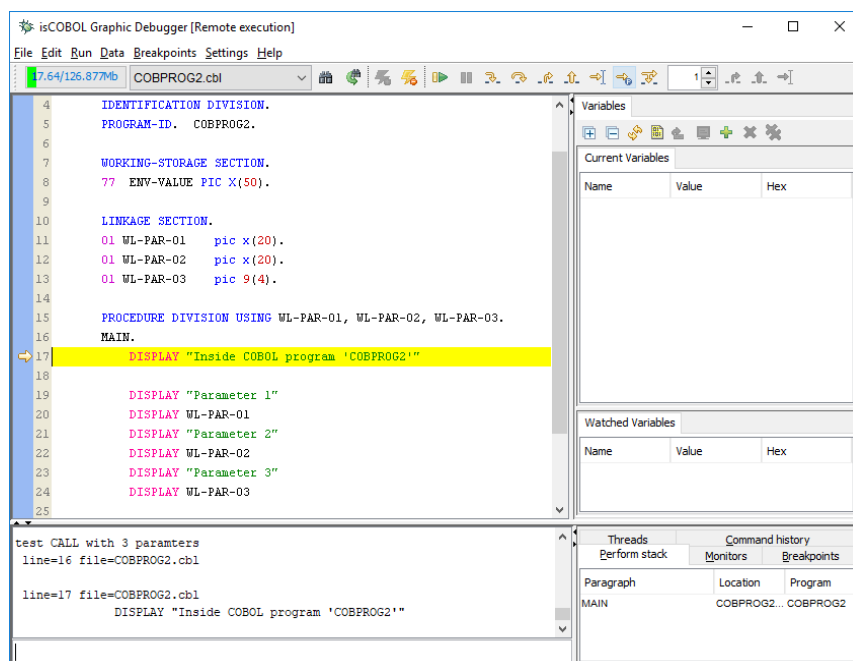 isCOBOL Graphic Debugger [Remote execution]
File Edit Run Data Breakpoints Settings Help
17.64/126.877Mb COBPROG2.cbl 1
4 IDENTIFICATION DIVISION.
5 PROGRAM-ID. COBPROG2.
6
7 WORKING-STORAGE SECTION.
8 77 ENV-VALUE PIC X(50).
9
10 LINKAGE SECTION.
11 01 WL-PAR-01 pic x(20).
12 01 WL-PAR-02 pic x(20).
13 01 WL-PAR-03 pic 9(4).
14
15 PROCEDURE DIVISION USING WL-PAR-01, WL-PAR-02, WL-PAR-03.
16 MAIN.
17 DISPLAY "Inside COBOL program 'COBPROG2'"
18
19 DISPLAY "Parameter 1"
20 DISPLAY WL-PAR-01
21 DISPLAY "Parameter 2"
22 DISPLAY WL-PAR-02
23 DISPLAY "Parameter 3"
24 DISPLAY WL-PAR-03
25
Variables
Current Variables
Name Value Hex
Watched Variables
Name Value Hex
test CALL with 3 paramters
line=16 file=COBPROG2.cbl
line=17 file=COBPROG2.cbl
DISPLAY "Inside COBOL program 'COBPROG2'"
Threads Command history
Perform stack Monitors Breakpoints
Paragraph Location Program
MAIN COBPROG2... COBPROG2